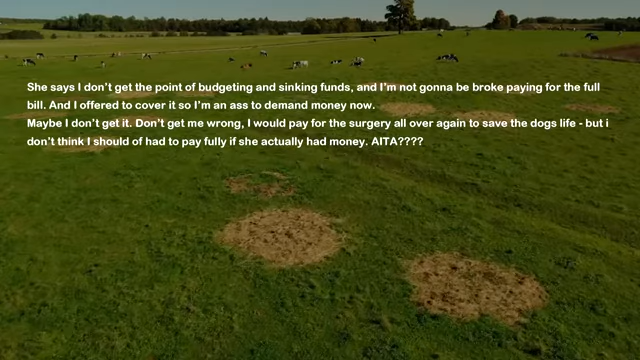 She says I don't get the point of budgeting and sinking funds, and I'm not gonna be broke paying for the full
bill. And I offered to cover it so I'm an ass to demand money now.
Maybe I don't get it. Don't get me wrong, I would pay for the surgery all over again to save the dogs life - but i
don't think I should of had to pay fully if she actually had money. AITA????